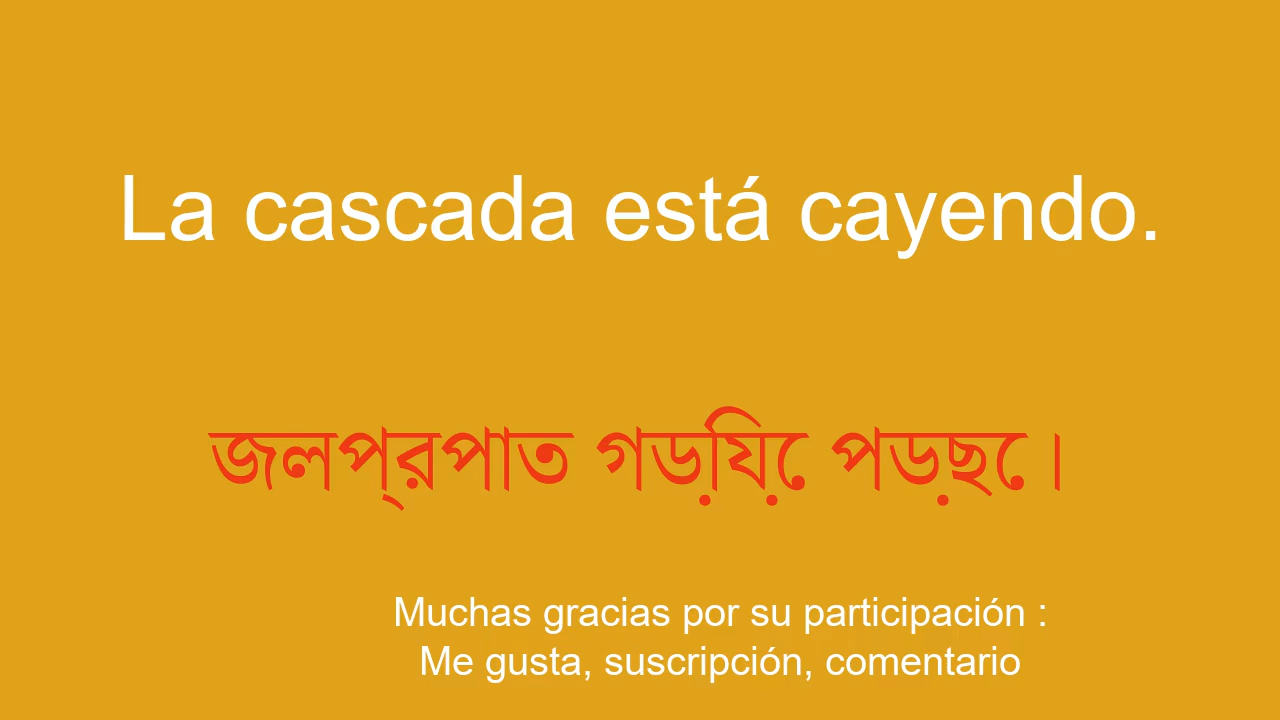 La cascada está cayendo.
জলপ্রপাত গড়িয়ে পড়ছে।
Muchas gracias por su participación :
Me gusta, suscripción, comentario